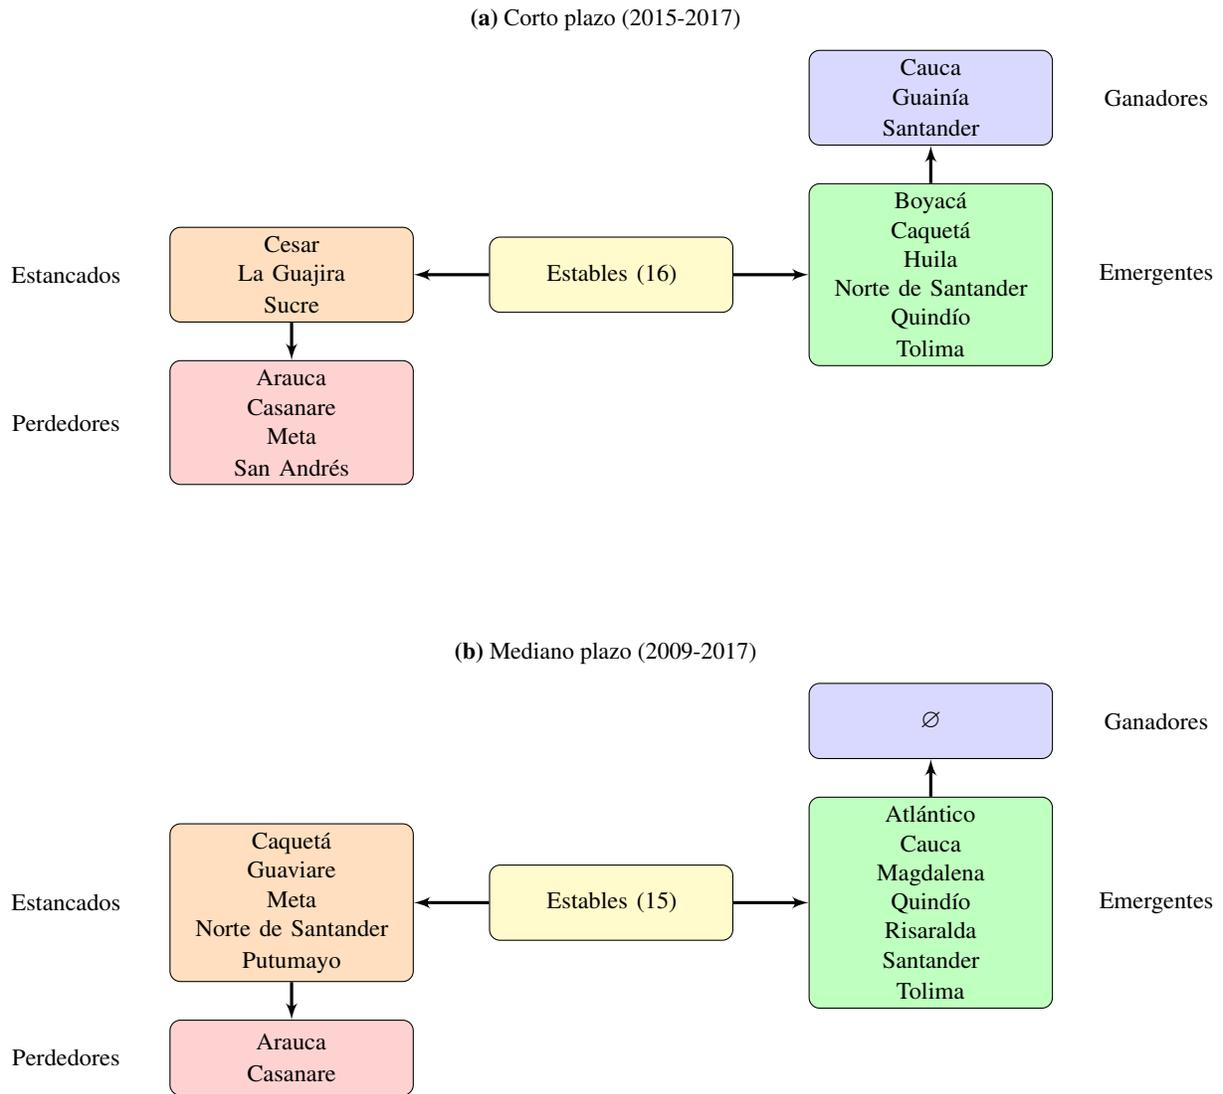 (a) Corto plazo (2015-2017)
Cauca
Guainía
Santander
Ganadores
Boyacá
Caquetá
Huila
Norte de Santander
Quindío
Tolima
Emergentes
Estables (16)
Estancados
Cesar
La Guajira
Sucre
Perdedores
Arauca
Casanare
Meta
San Andrés
(b) Mediano plazo (2009-2017)
∅
Ganadores
Atlántico
Cauca
Magdalena
Quindío
Risaralda
Santander
Tolima
Emergentes
Estables (15)
Estancados
Caquetá
Guaviare
Meta
Norte de Santander
Putumayo
Perdedores
Arauca
Casanare